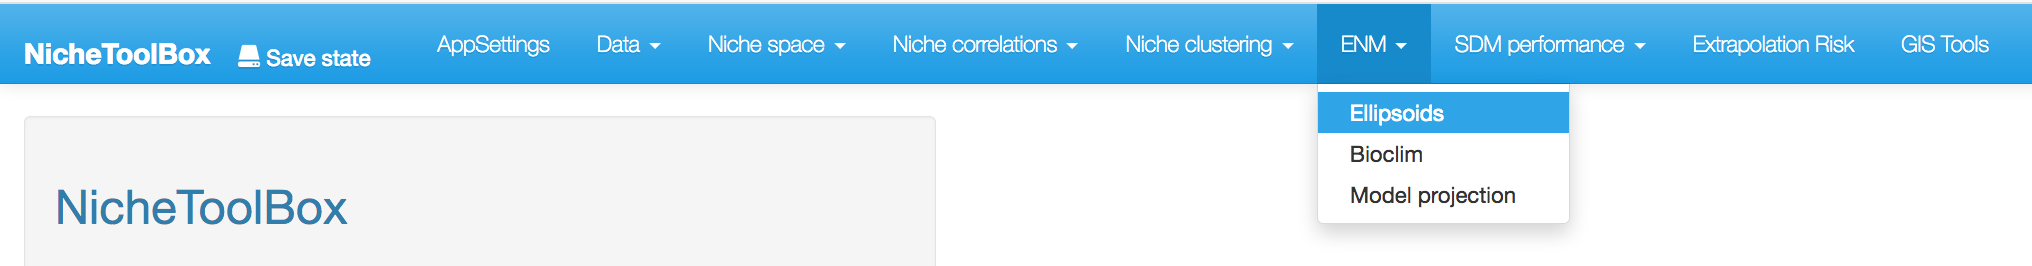 NicheToolBox Save state AppSettings Data Niche space Niche correlations Niche clustering ENM SDM performance Extrapolation Risk GIS Tools
Ellipsoids
Bioclim
Model projection
NicheToolBox